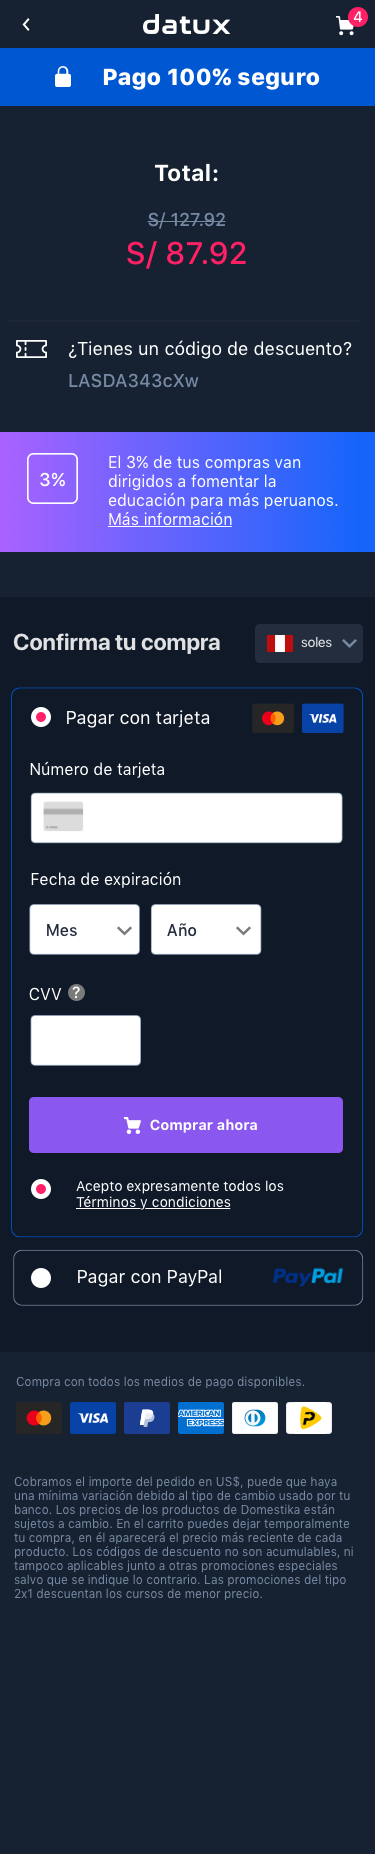 datux
4
Pago 100% seguro
Total:
S/ 127.92
S/ 87.92
¿Tienes un código de descuento?
LASDA343cXw
3%
El 3% de tus compras van
dirigidos a fomentar la
educación para más peruanos.
Más información
Confirma tu compra
soles
Pagar con tarjeta
VISA
Número de tarjeta
Fecha de expiración
Mes
Año
CVV
?
Comprar ahora
Acepto expresamente todos los
Términos y condiciones
Pagar con PayPal
PayPal
Compra con todos los medios de pago disponibles.
VISA
AMERICAN
EXPRESS
Cobramos el importe del pedido en US$, puede que haya
una mínima variación debido al tipo de cambio usado por tu
banco. Los precios de los productos de Domestika están
sujetos a cambio. En el carrito puedes dejar temporalmente
tu compra, en él aparecerá el precio más reciente de cada
producto. Los códigos de descuento no son acumulables, ni
tampoco aplicables junto a otras promociones especiales
salvo que se indique lo contrario. Las promociones del tipo
2x1 descuentan los cursos de menor precio.